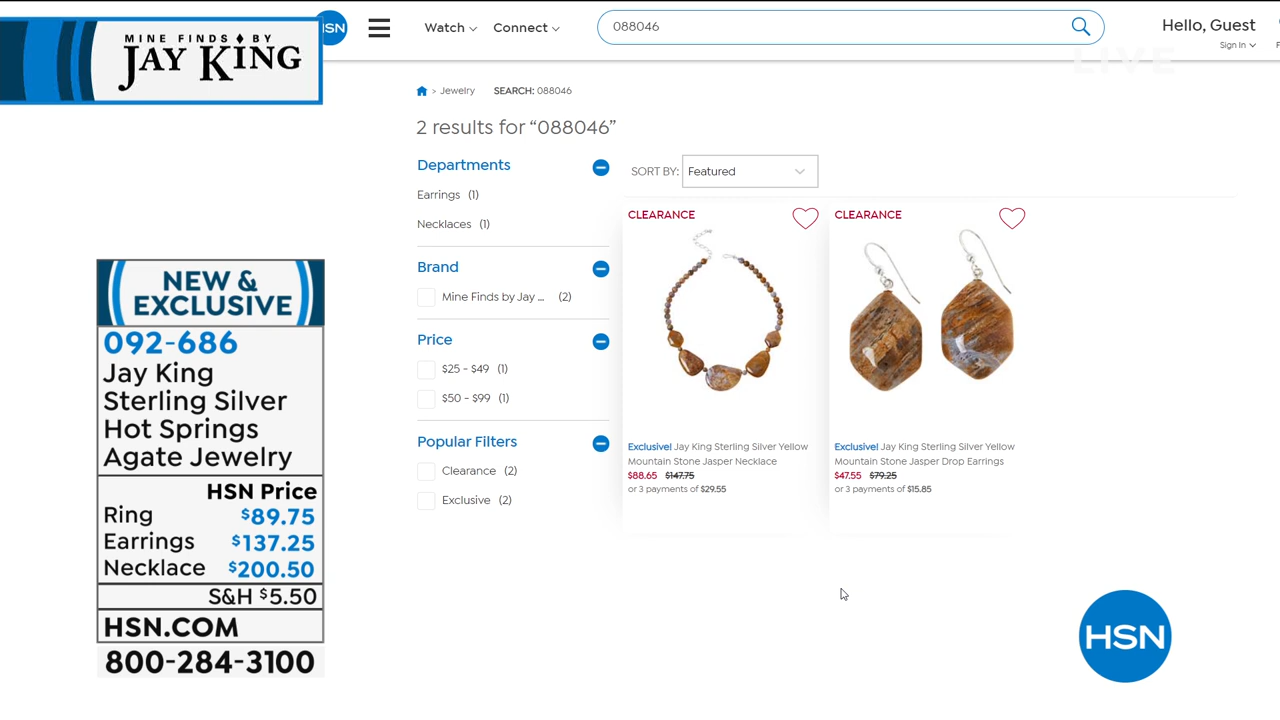 MINE FINDS BY
JAY KING
HSN
Watch
Connect
088046
Hello, Guest
Sign In
LIVE
> Jewelry
SEARCH: 088046
2 results for “088046”
Departments
Earrings (1)
Necklaces (1)
Brand
Mine Finds by Jay ... (2)
Price
$25 - $49 (1)
$50 - $99 (1)
Popular Filters
Clearance (2)
Exclusive (2)
SORT BY: Featured
CLEARANCE
Exclusive! Jay King Sterling Silver Yellow
Mountain Stone Jasper Necklace
$88.65 $147.75
or 3 payments of $29.55
CLEARANCE
Exclusive! Jay King Sterling Silver Yellow
Mountain Stone Jasper Drop Earrings
$47.55 $79.25
or 3 payments of $15.85
NEW &
EXCLUSIVE
092-686
Jay King
Sterling Silver
Hot Springs
Agate Jewelry
HSN Price
Ring $89.75
Earrings $137.25
Necklace $200.50
S&H $5.50
HSN.COM
800-284-3100
HSN